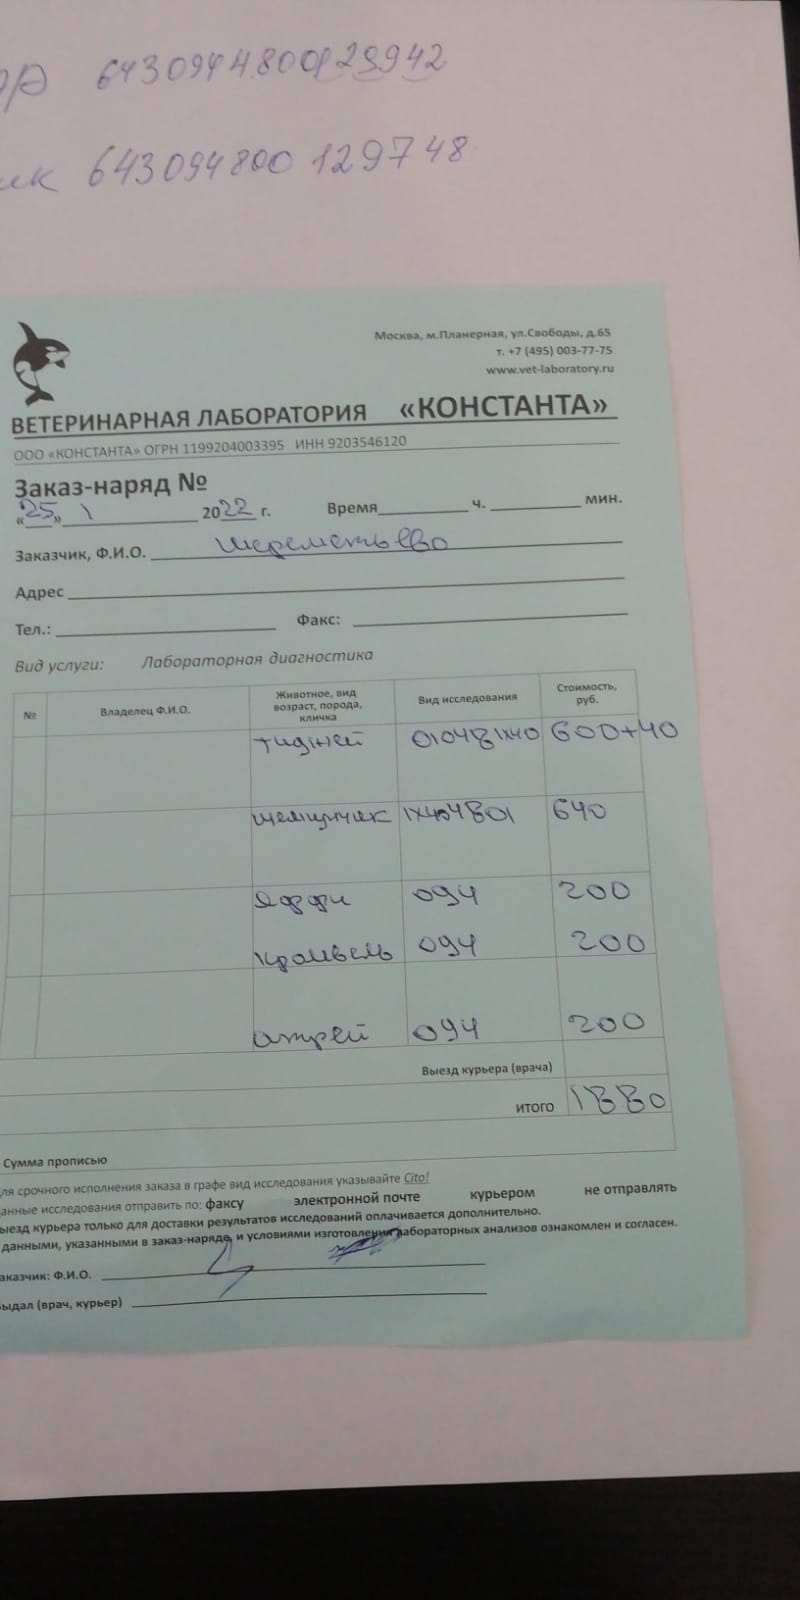 643094800129942
643094800 129748
Москва, м.Планерная, ул.Свободы, д.65
т. +7 (495) 003-77-75
www.vet-laboratory.ru
ВЕТЕРИНАРНАЯ ЛАБОРАТОРИЯ «КОНСТАНТА»
ООО «КОНСТАНТА» ОГРН 1199204003395 ИНН 9203546120
Заказ-наряд №
«25» 1 2022 г. Время ч. мин.
Заказчик, Ф.И.О. Шереметьево
Адрес
Тел.: Факс:
Вид услуги: Лабораторная диагностика
№ Владелец Ф.И.О. Животное, вид возраст, порода, кличка Вид исследования Стоимость, руб.
тиджей 600+40
640
Яффи 094 200
Кромвель 094 200
094 200
Выезд курьера (врача)
итого 1880
Сумма прописью
для срочного исполнения заказа в графе вид исследования указывайте Cito!
данные исследования отправить по: факсу электронной почте курьером не отправлять
выезд курьера только для доставки результатов исследований оплачивается дополнительно.
данными, указанными в заказ-наряде, и условиями изготовления лабораторных анализов ознакомлен и согласен.
заказчик: Ф.И.О.
выдал (врач, курьер)